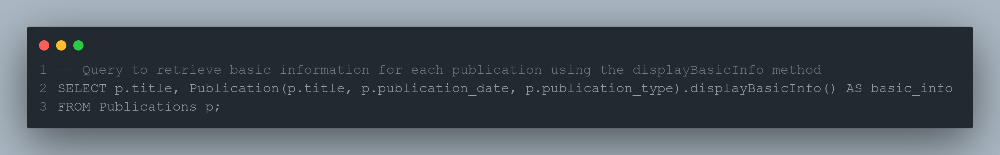 1 -- Query to retrieve basic information for each publication using the displayBasicInfo method
2 SELECT p.title, Publication(p.title, p.publication_date, p.publication_type).displayBasicInfo() AS basic_info
3 FROM Publications p;